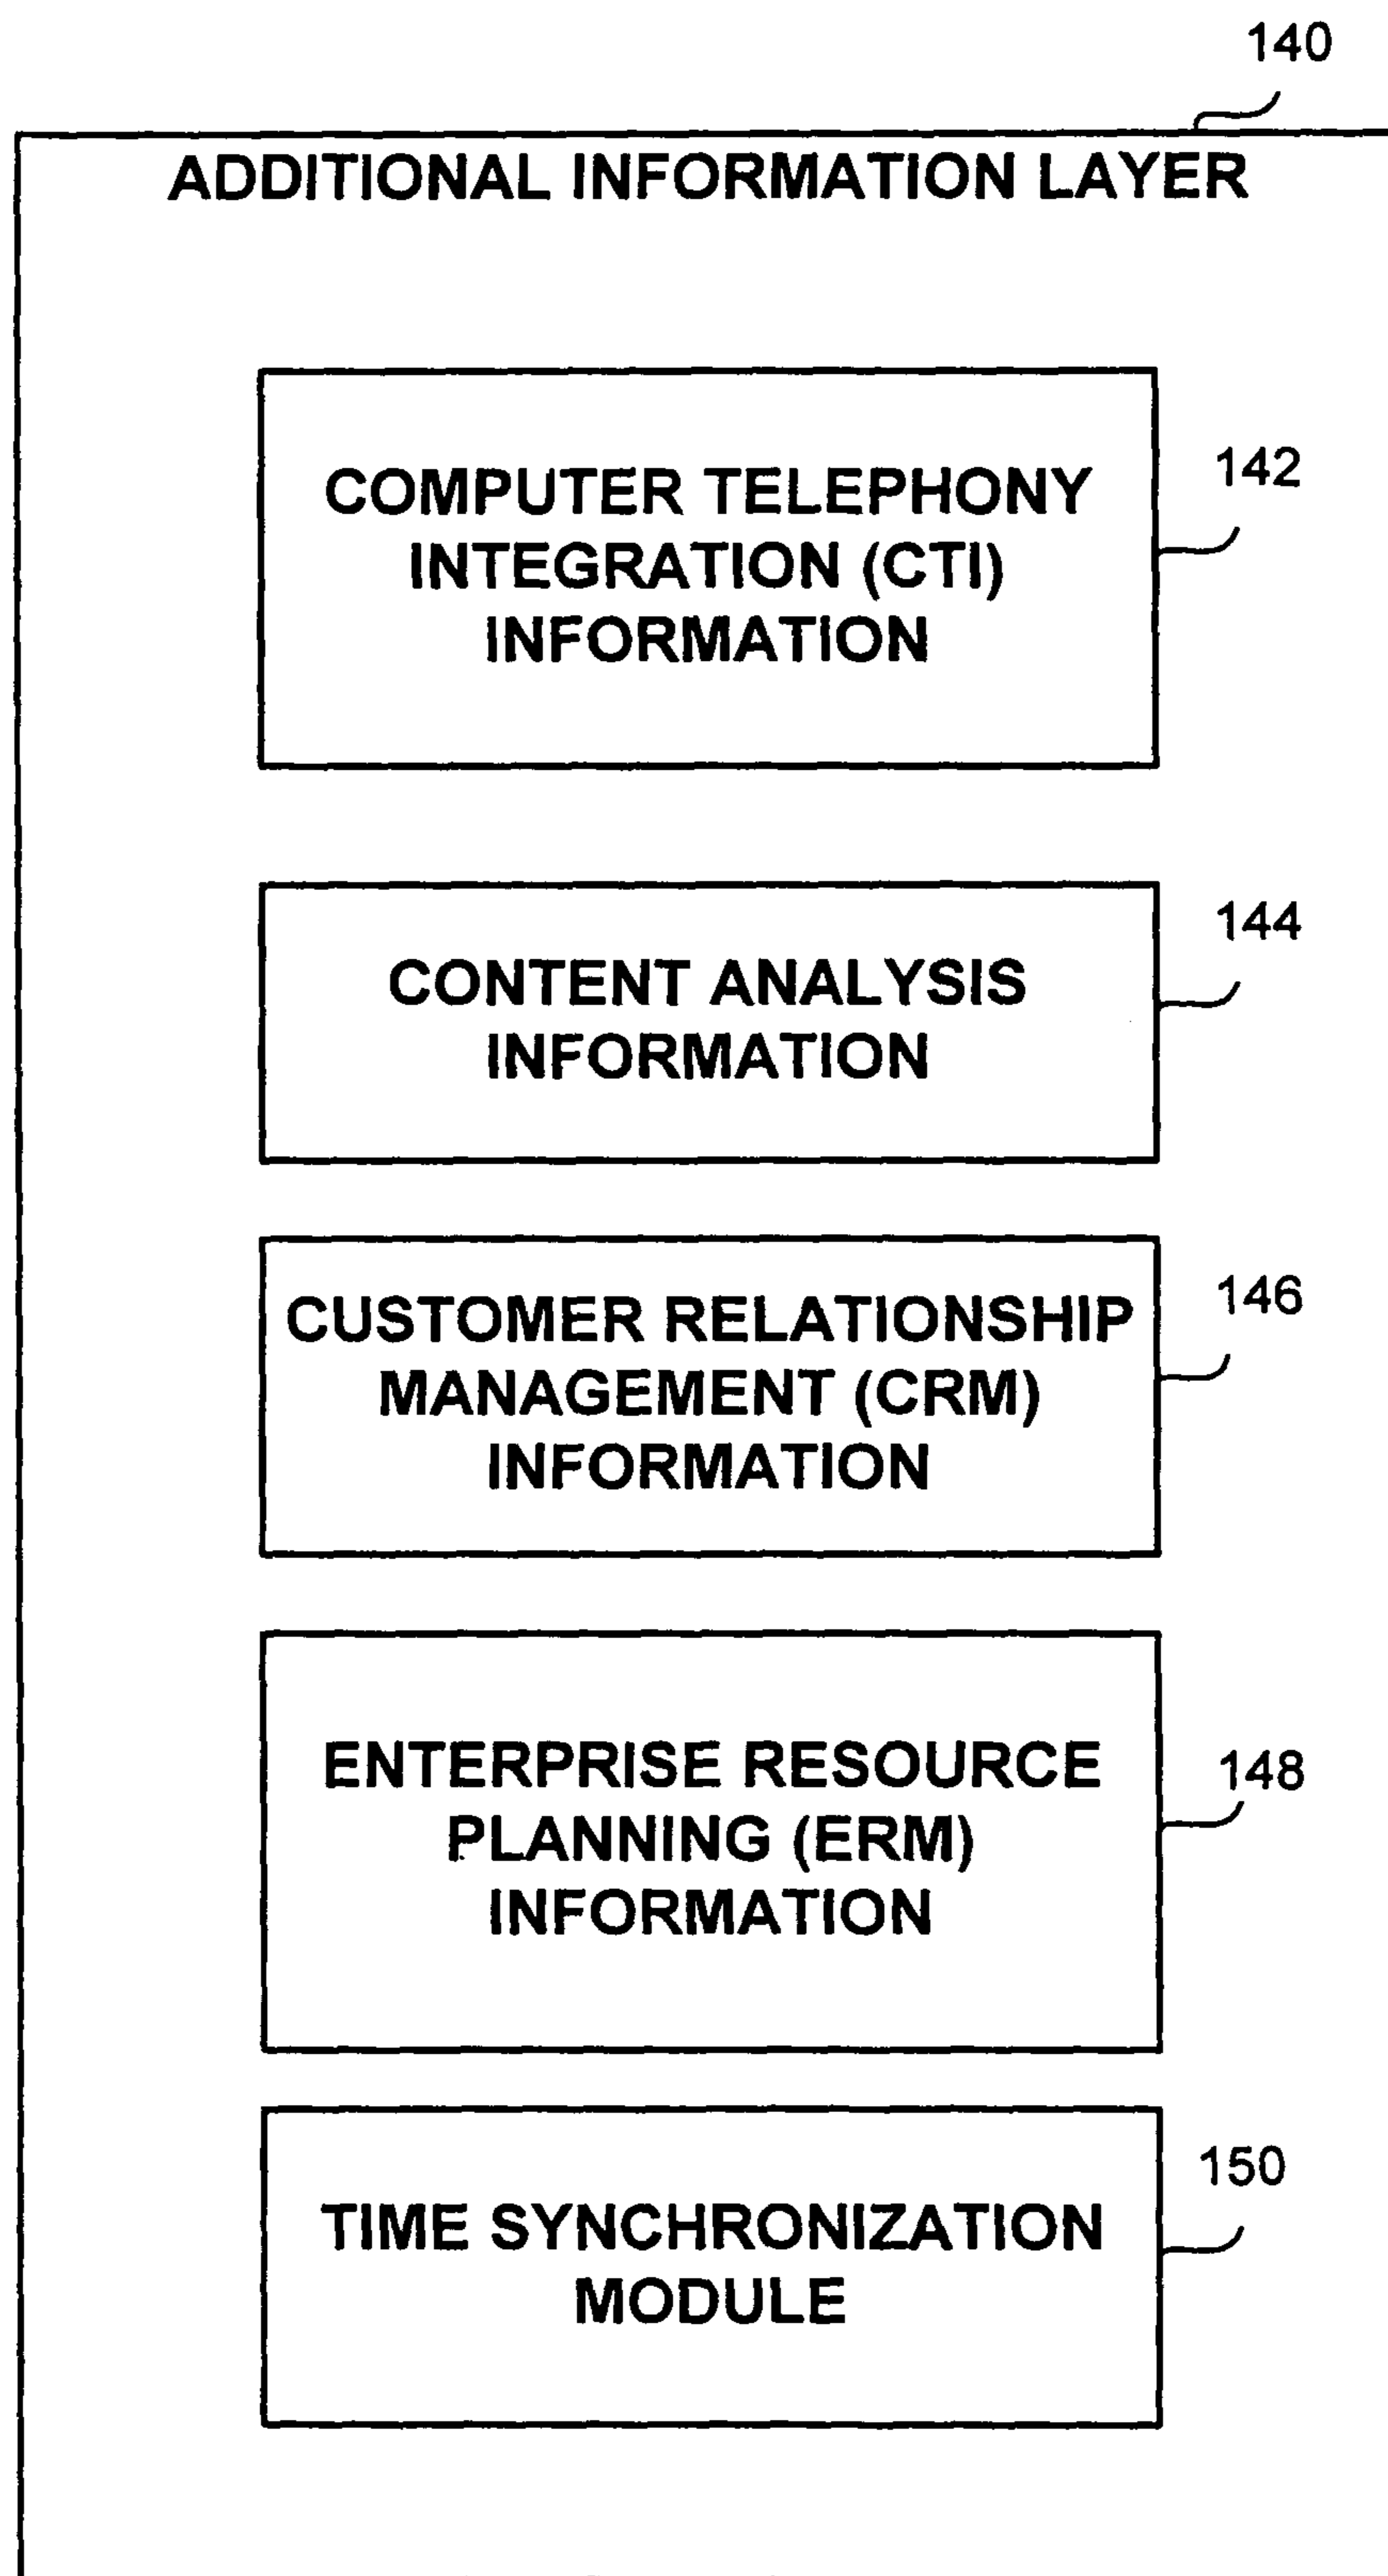 140
ADDITIONAL INFORMATION LAYER
COMPUTER TELEPHONY
INTEGRATION (CTI)
INFORMATION
142
CONTENT ANALYSIS
INFORMATION
144
CUSTOMER RELATIONSHIP
MANAGEMENT (CRM)
INFORMATION
146
ENTERPRISE RESOURCE
PLANNING (ERM)
INFORMATION
148
TIME SYNCHRONIZATION
MODULE
150